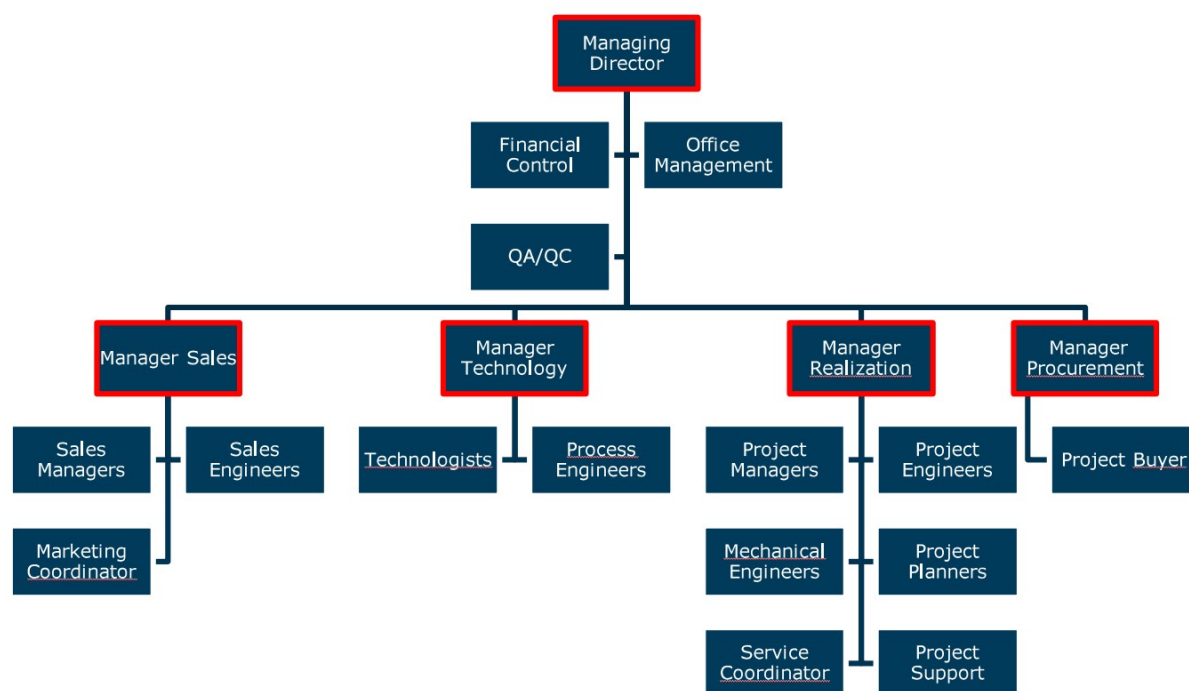 Managing
Director
Financial
Control
Office
Management
QA/QC
Manager Sales
Manager
Technology
Manager
Realization
Manager
Procurement
Sales
Managers
Sales
Engineers
Technologists
Process
Engineers
Project
Managers
Project
Engineers
Project Buyer
Marketing
Coordinator
Mechanical
Engineers
Project
Planners
Service
Coordinator
Project
Support